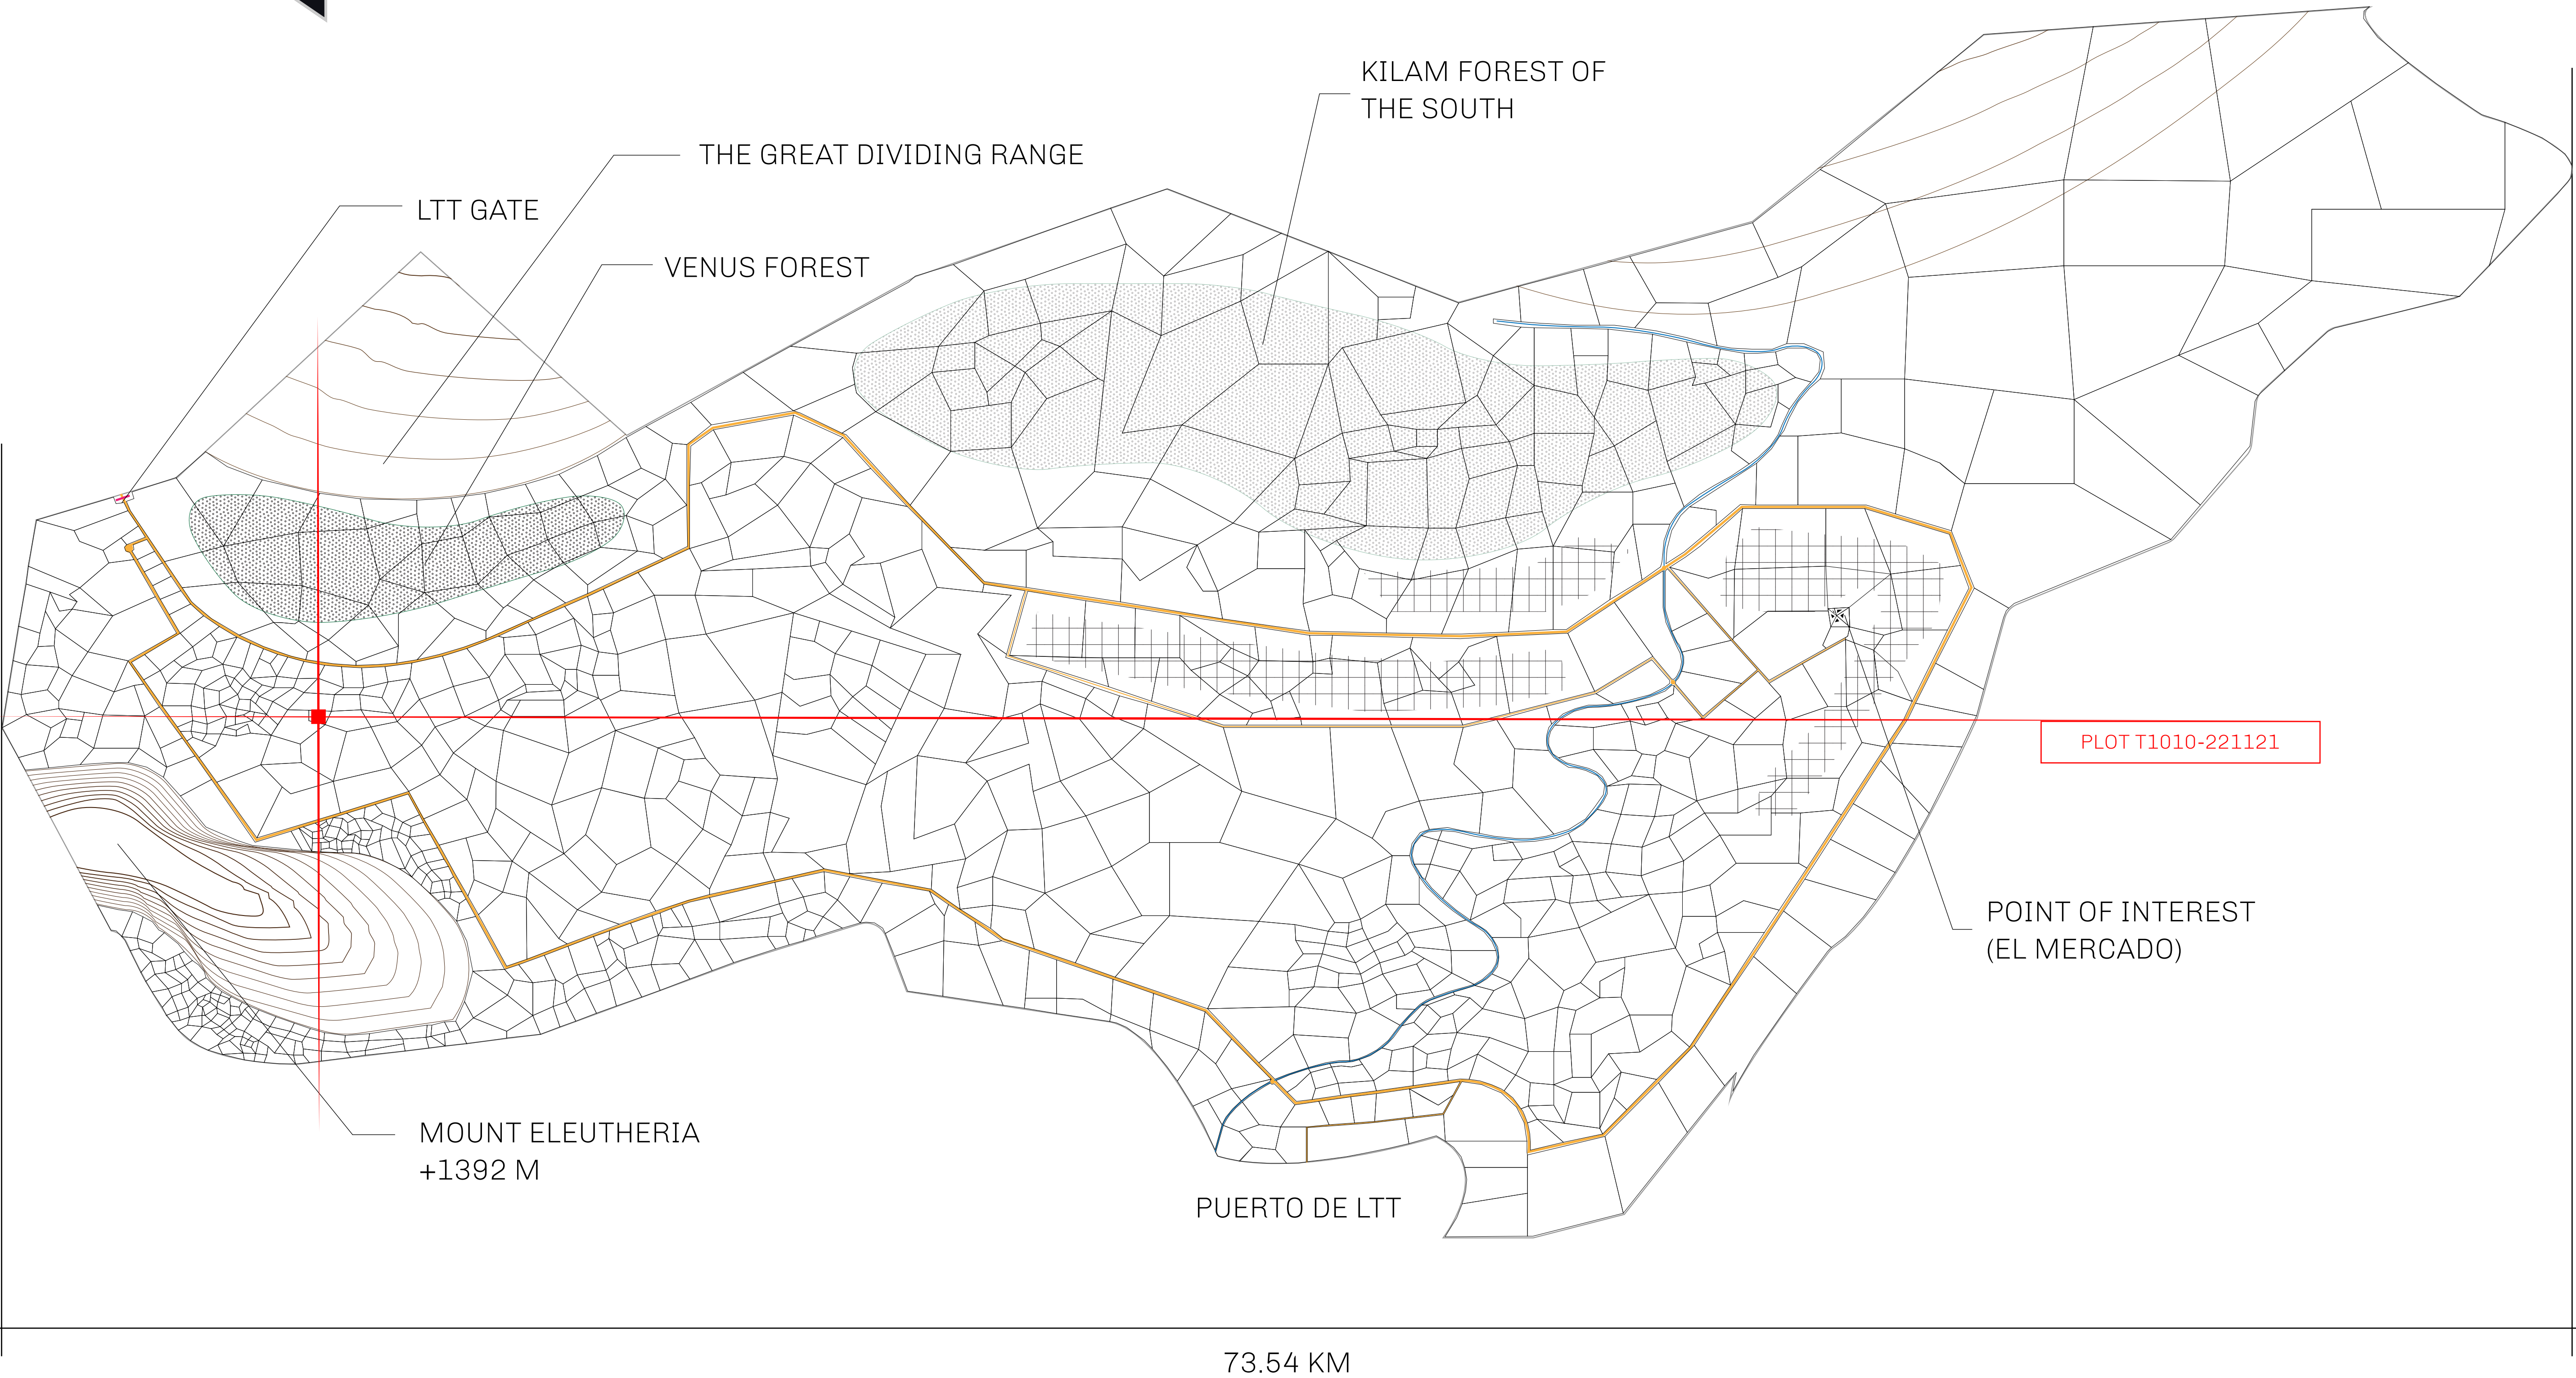 KILAM FOREST OF
THE SOUTH
THE GREAT DIVIDING RANGE
LTT GATE
VENUS FOREST
PLOT T1010-221121
POINT OF INTEREST
(EL MERCADO)
MOUNT ELEUTHERIA
+1392 M
PUERTO DE LTT
73.54 KM